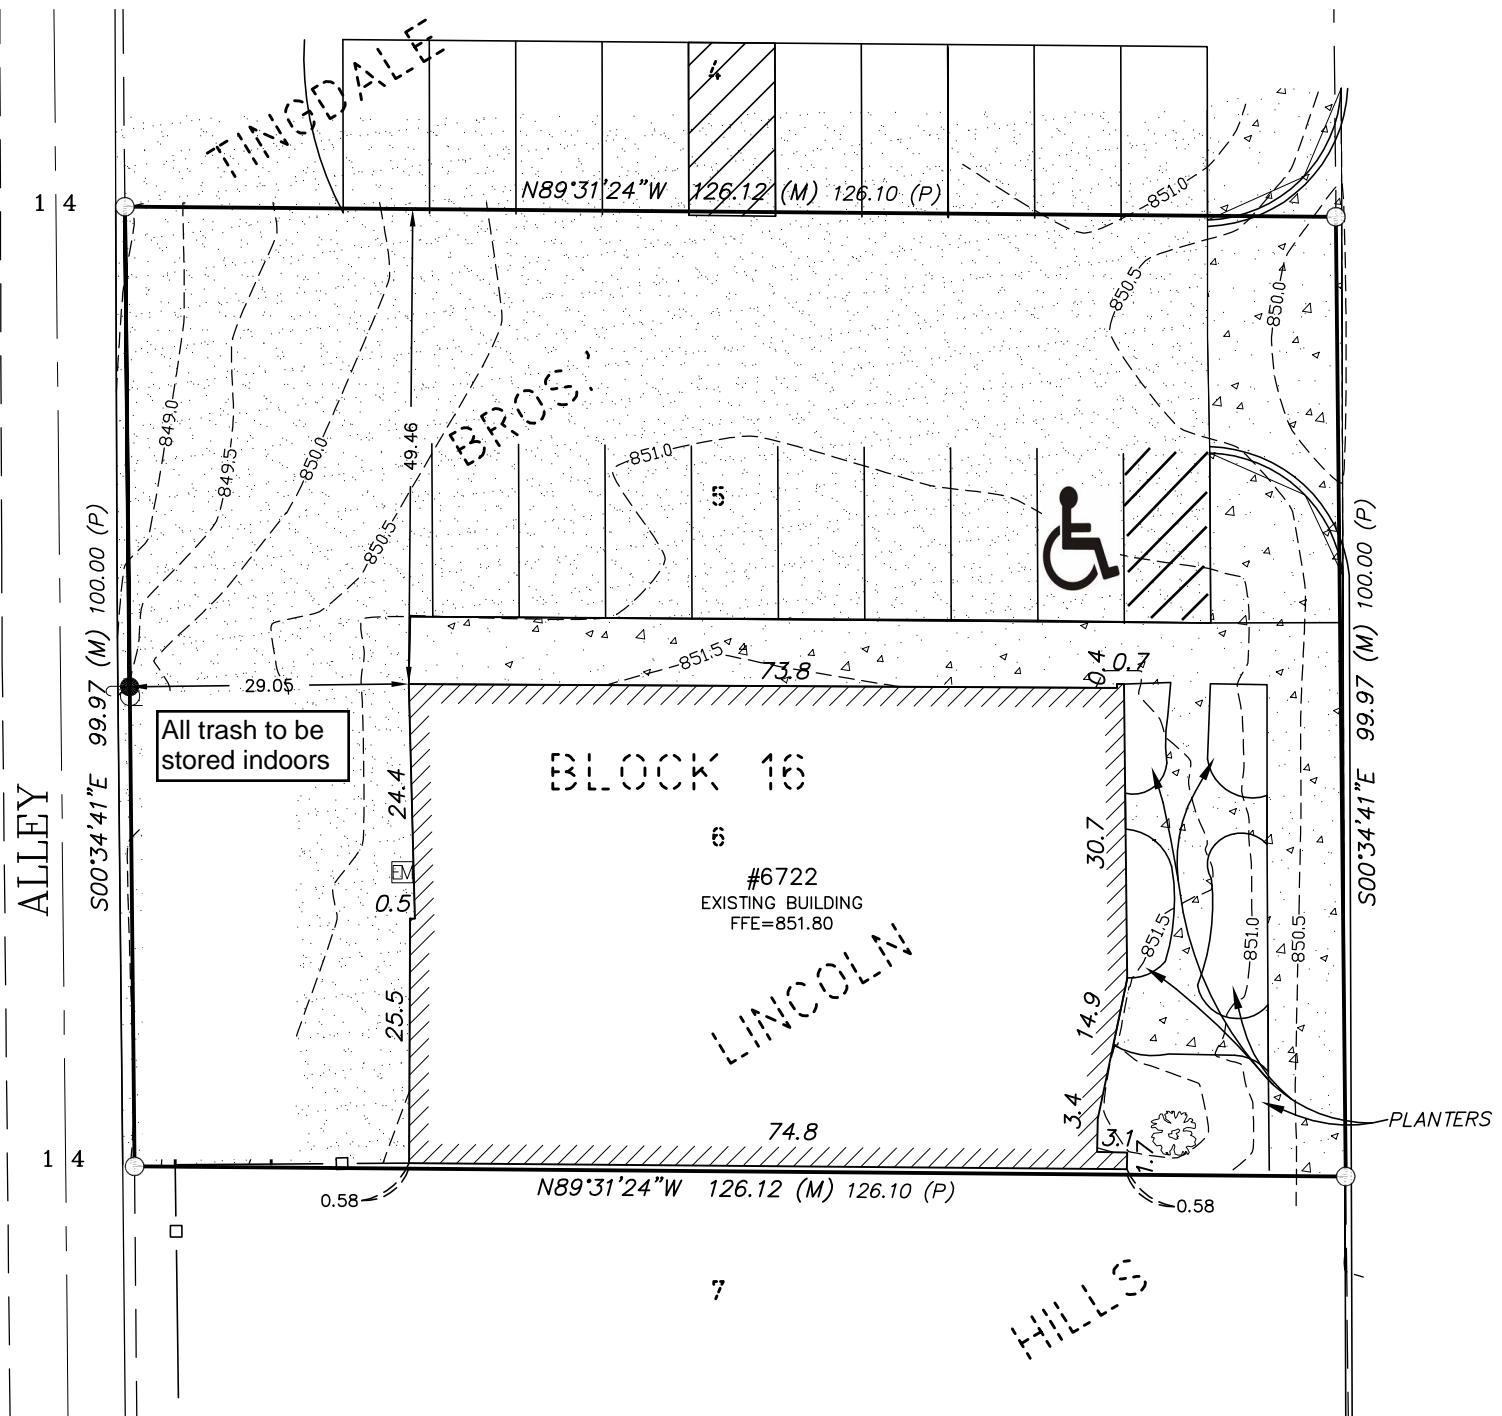 TINGDALE
4
N89°31'24"W 126.12 (M) 126.10 (P)
1 4
851.0
850.5
850.0
849.0
849.5
850.0
850.5
49.46
BROS.'
851.0
5
S00°34'41"E 99.97 (M) 100.00 (P)
S00°34'41"E 99.97 (M) 100.00 (P)
29.05
851.5
73.8
0.4
0.7
All trash to be
stored indoors
ALLEY
24.4
BLOCK 16
6
30.7
#6722
EXISTING BUILDING
FFE=851.80
EM
0.5
851.5
851.0
850.5
LINCOLN
25.5
14.9
3.4
74.8
3.1
1.7
PLANTERS
1 4
0.58
N89°31'24"W 126.12 (M) 126.10 (P)
0.58
7
HILLS